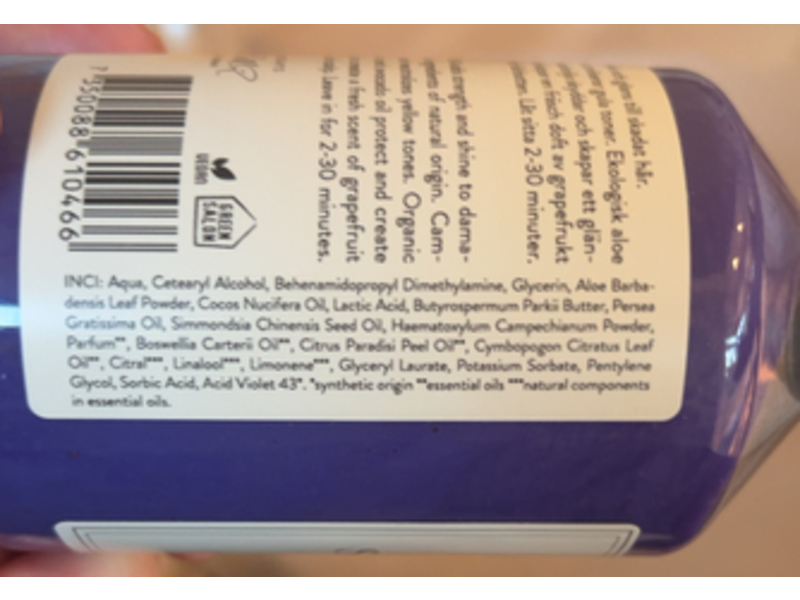 INCI: Aqua, Cetearyl Alcohol, Behenamidopropyl Dimethylamine, Glycerin, Aloe Barba-
densis Leaf Powder, Cocos Nucifera Oil, Lactic Acid, Butyrospermum Parkii Butter, Persea
Gratissima Oil, Simmondsia Chinensis Seed Oil, Haematoxylum Campechianum Powder,
Parfum**, Boswellia Carterii Oil**, Citrus Paradisi Peel Oil**, Cymbopogon Citratus Leaf
Oil**, Citral***, Linalool***, Limonene***, Glyceryl Laurate, Potassium Sorbate, Pentylene
Glycol, Sorbic Acid, Acid Violet 43*. *synthetic origin **essential oils ***natural components
in essential oils.
till skadat hår.
gula toner. Ekologisk aloe
och skapar ett glän-
frisch doft av grapefrukt
Låt sitta 2-30 minuter.
strength and shine to dama-
of natural origin. Cam-
yellow tones. Organic
oil protect and create
a fresh scent of grapefruit
Leave in for 2-30 minutes.
VEGAN
GREEN
SALON
7 350088 610466